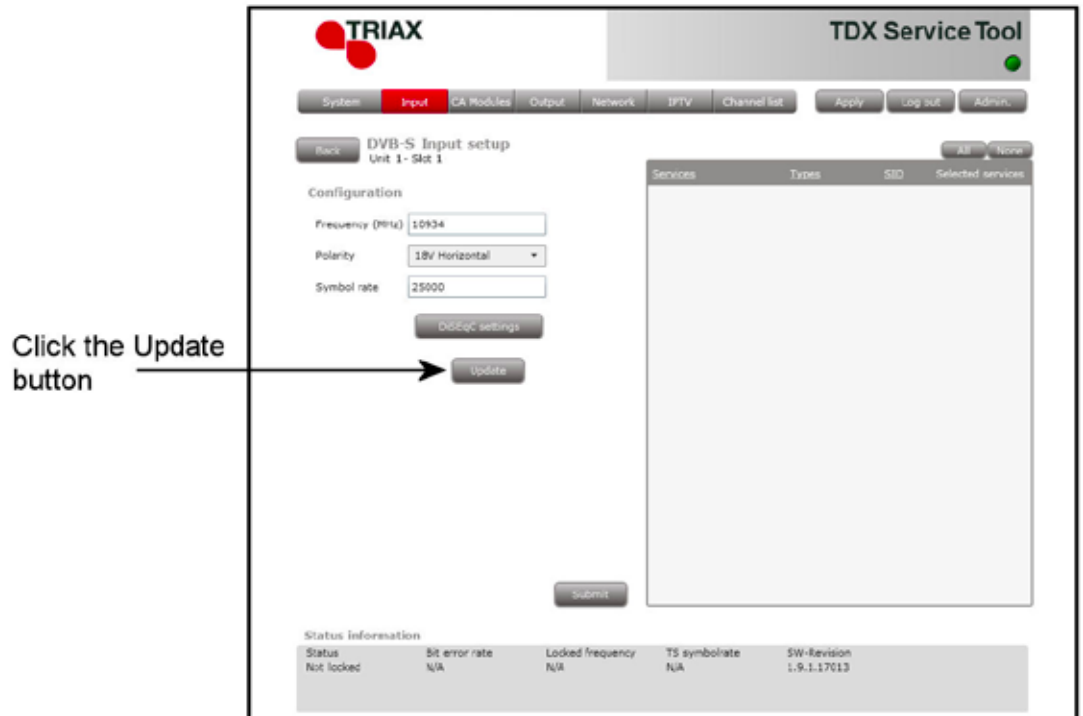 TRIAX
TDX Service Tool
System Input CA Modules Output Network IPTV Channel list Apply Log out Admin.
Back DVB-S Input setup
Unit 1- Slot 1
All None
Services Types SID Selected services
Configuration
Frequency (MHz) 10934
Polarity 18V Horizontal
Symbol rate 25000
DiSEqC settings
Click the Update
button
Update
Submit
Status information
Status Bit error rate Locked frequency TS symbolrate SW-Revision
Not locked N/A N/A N/A 1.9.1.17013